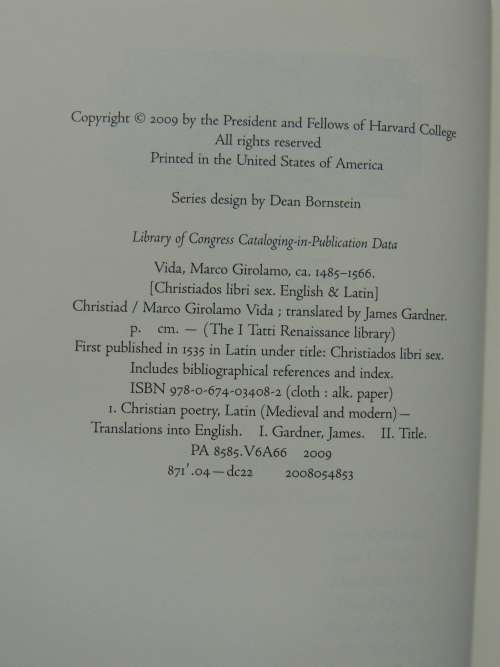 Copyright © 2009 by the President and Fellows of Harvard College
All rights reserved
Printed in the United States of America
Series design by Dean Bornstein
Library of Congress Cataloging-in-Publication Data
Vida, Marco Girolamo, ca. 1485–1566.
[Christiados libri sex. English & Latin]
Christiad / Marco Girolamo Vida ; translated by James Gardner.
p. cm. — (The I Tatti Renaissance library)
First published in 1535 in Latin under title: Christiados libri sex.
Includes bibliographical references and index.
ISBN 978-0-674-03408-2 (cloth : alk. paper)
1. Christian poetry, Latin (Medieval and modern)—
Translations into English. I. Gardner, James. II. Title.
PA 8585.V6A66 2009
871'.04—dc22 2008054853